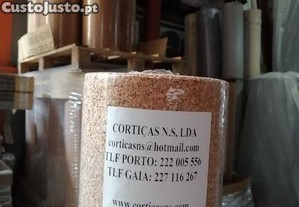 CustoJusto.pt
CORTIÇAS N.S, LDA
corticasns@hotmail.com
TLF PORTO: 222 005 556
TLF GAIA: 227 116 267